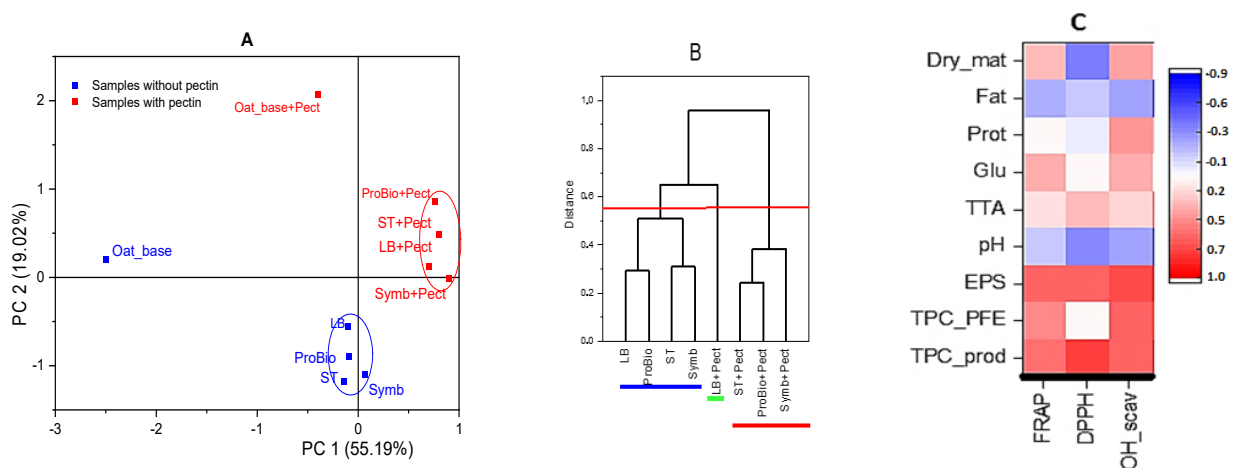 A
Samples without pectin
Samples with pectin
Oat_base+Pect
ProBio+Pect
ST+Pect
LB+Pect
Symb+Pect
Oat_base
LB
ProBio
ST
Symb
2
1
0
-1
-3
-2
-1
0
1
PC 2 (19.02%)
PC 1 (55.19%)
B
Distance
1,0
0,8
0,6
0,4
0,2
0,0
LB
ProBio
ST
Symb
LB+Pect
ST+Pect
ProBio+Pect
Symb+Pect
C
Dry_mat
Fat
Prot
Glu
TTA
pH
EPS
TPC_PFE
TPC_prod
FRAP
DPPH
OH_scav
-0.9
-0.6
-0.3
-0.1
0.2
0.5
0.7
1.0